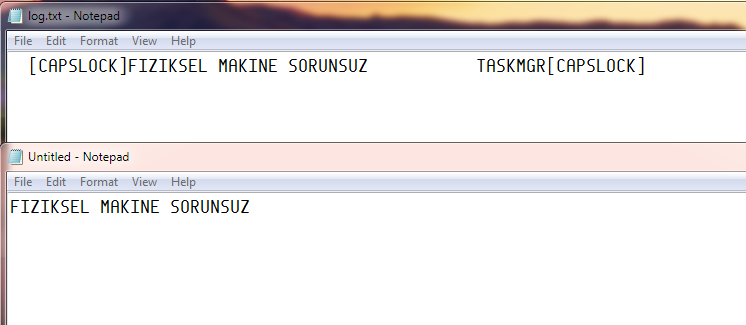 log.txt - Notepad
File Edit Format View Help
[CAPSLOCK]FIZIKSEL MAKINE SORUNSUZ TASKMGR[CAPSLOCK]
Untitled - Notepad
File Edit Format View Help
FIZIKSEL MAKINE SORUNSUZ